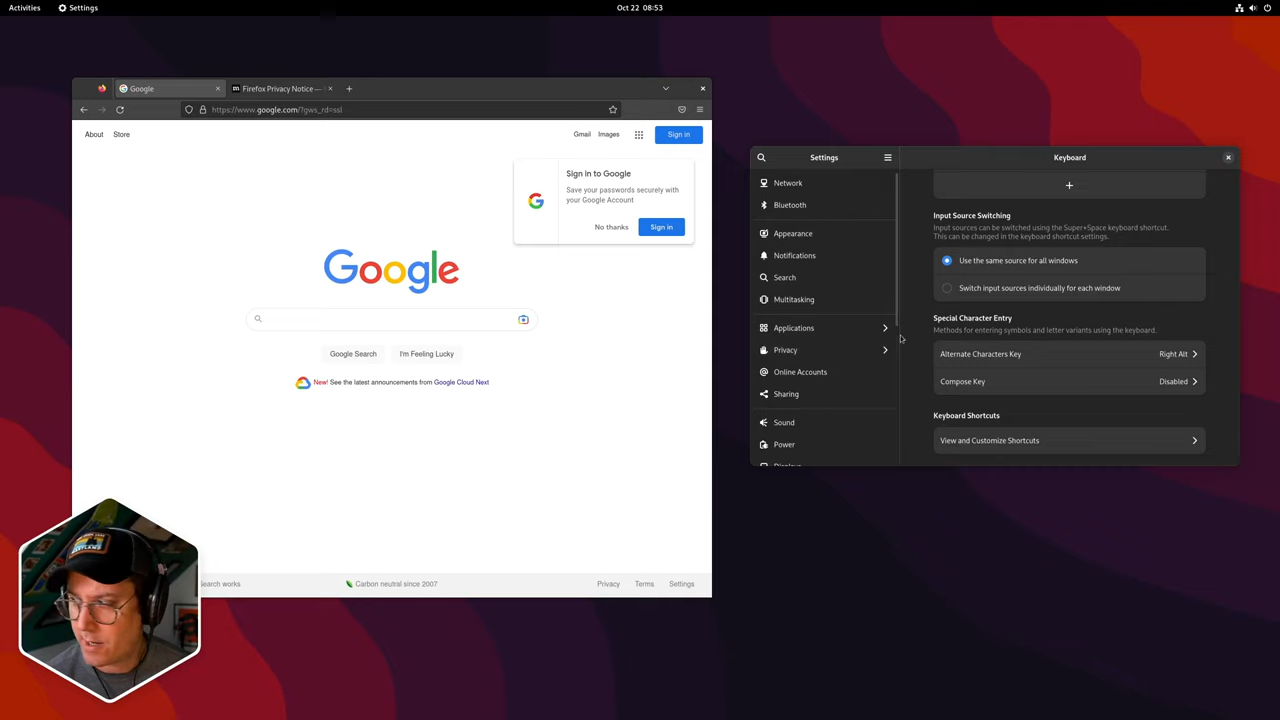 Activities
Settings
Oct 22 08:53
Google
Firefox Privacy Notice —
https://www.google.com/?gws_rd=ssl
About
Store
Gmail
Images
Sign in
Sign in to Google
Save your passwords securely with
your Google Account
No thanks
Sign in
Google
Google Search
I'm Feeling Lucky
New! See the latest announcements from Google Cloud Next
Search works
Carbon neutral since 2007
Privacy
Terms
Settings
Settings
Keyboard
Network
Bluetooth
Appearance
Notifications
Search
Multitasking
Applications
Privacy
Online Accounts
Sharing
Sound
Power
Displays
Input Source Switching
Input sources can be switched using the Super+Space keyboard shortcut.
This can be changed in the keyboard shortcut settings.
Use the same source for all windows
Switch input sources individually for each window
Special Character Entry
Methods for entering symbols and letter variants using the keyboard.
Alternate Characters Key
Right Alt
Compose Key
Disabled
Keyboard Shortcuts
View and Customize Shortcuts